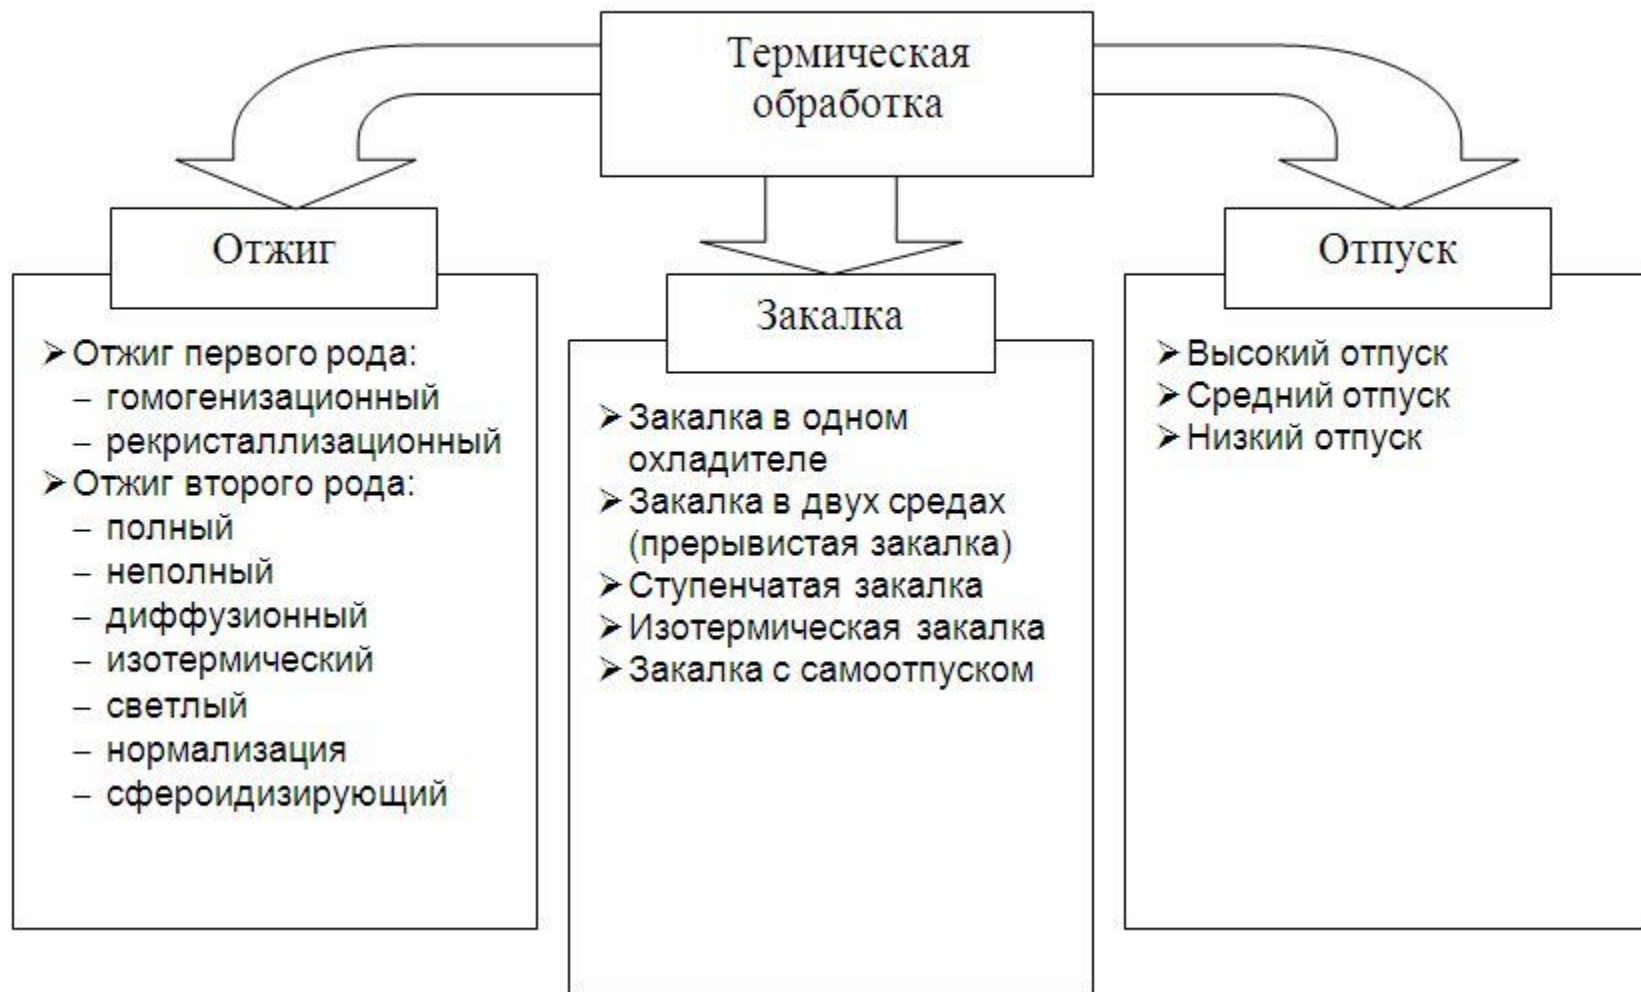 Термическая
обработка
Отжиг
➢ Отжиг первого рода:
– гомогенизационный
– рекристаллизационный
➢ Отжиг второго рода:
– полный
– неполный
– диффузионный
– изотермический
– светлый
– нормализация
– сфероидизирующий
Закалка
➢ Закалка в одном
охладителе
➢ Закалка в двух средах
(прерывистая закалка)
➢ Ступенчатая закалка
➢ Изотермическая закалка
➢ Закалка с самоотпуском
Отпуск
➢ Высокий отпуск
➢ Средний отпуск
➢ Низкий отпуск